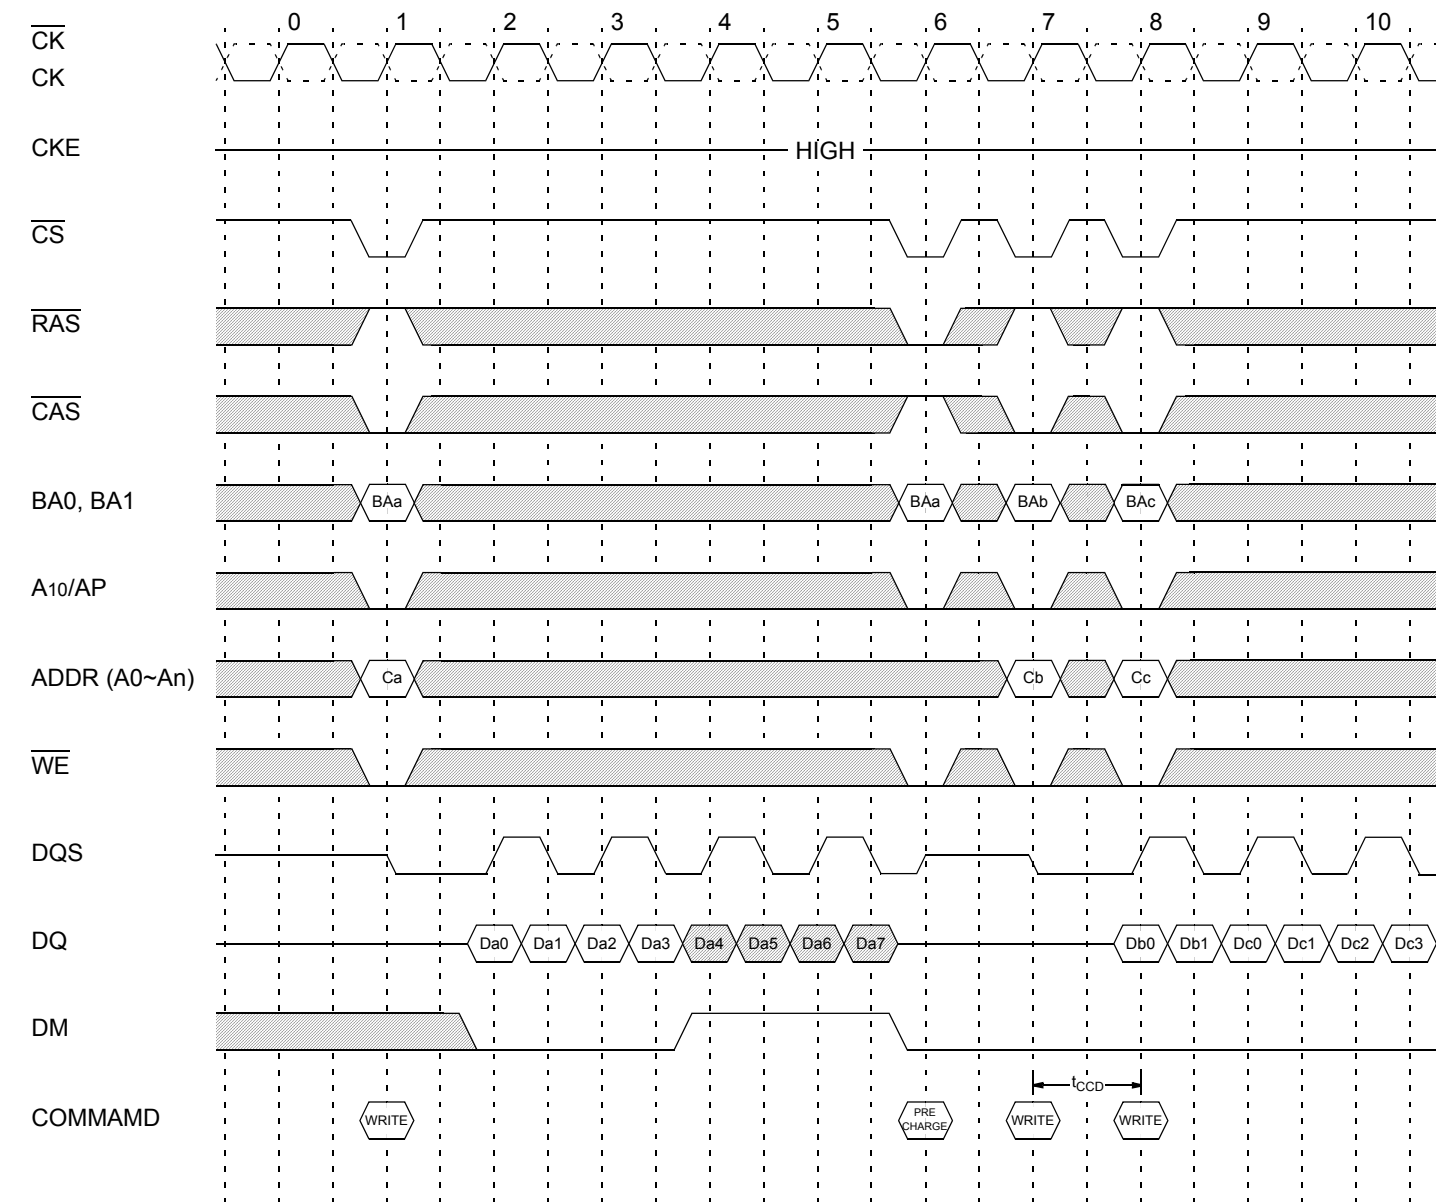 0 1 2 3 4 5 6 7 8 9 10
CK
CK
CKE HIGH
CS
RAS
CAS
BA0, BA1 BAa BAa BAb BAc
A10/AP
ADDR (A0~An) Ca Cb Cc
WE
DQS
DQ Da0 Da1 Da2 Da3 Da4 Da5 Da6 Da7 Db0 Db1 Dc0 Dc1 Dc2 Dc3
DM
tCCD
COMMAMD WRITE PRE CHARGE WRITE WRITE